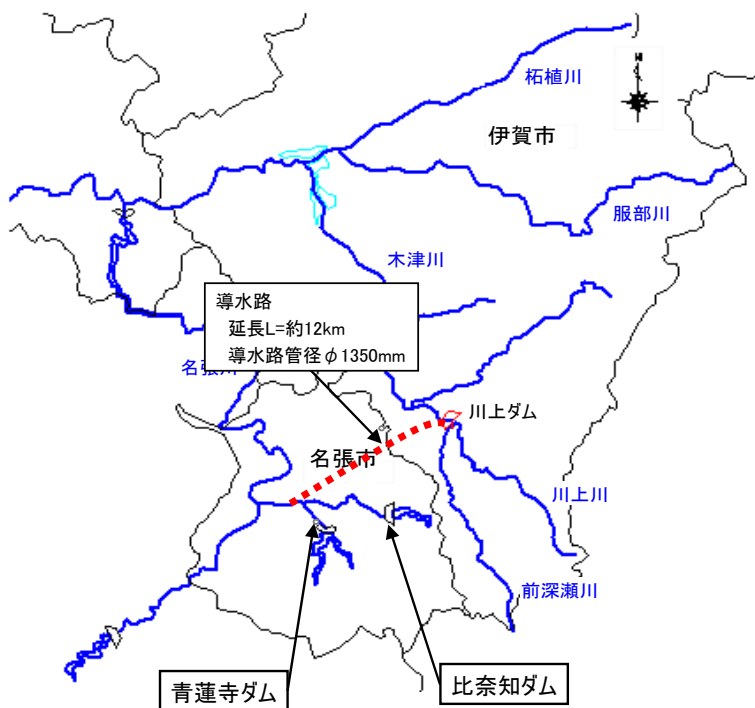 柘植川
N
伊賀市
服部川
木津川
導水路
延長L=約12km
導水路管径φ1350mm
名張川
川上ダム
名張市
川上川
前深瀬川
青蓮寺ダム
比奈知ダム